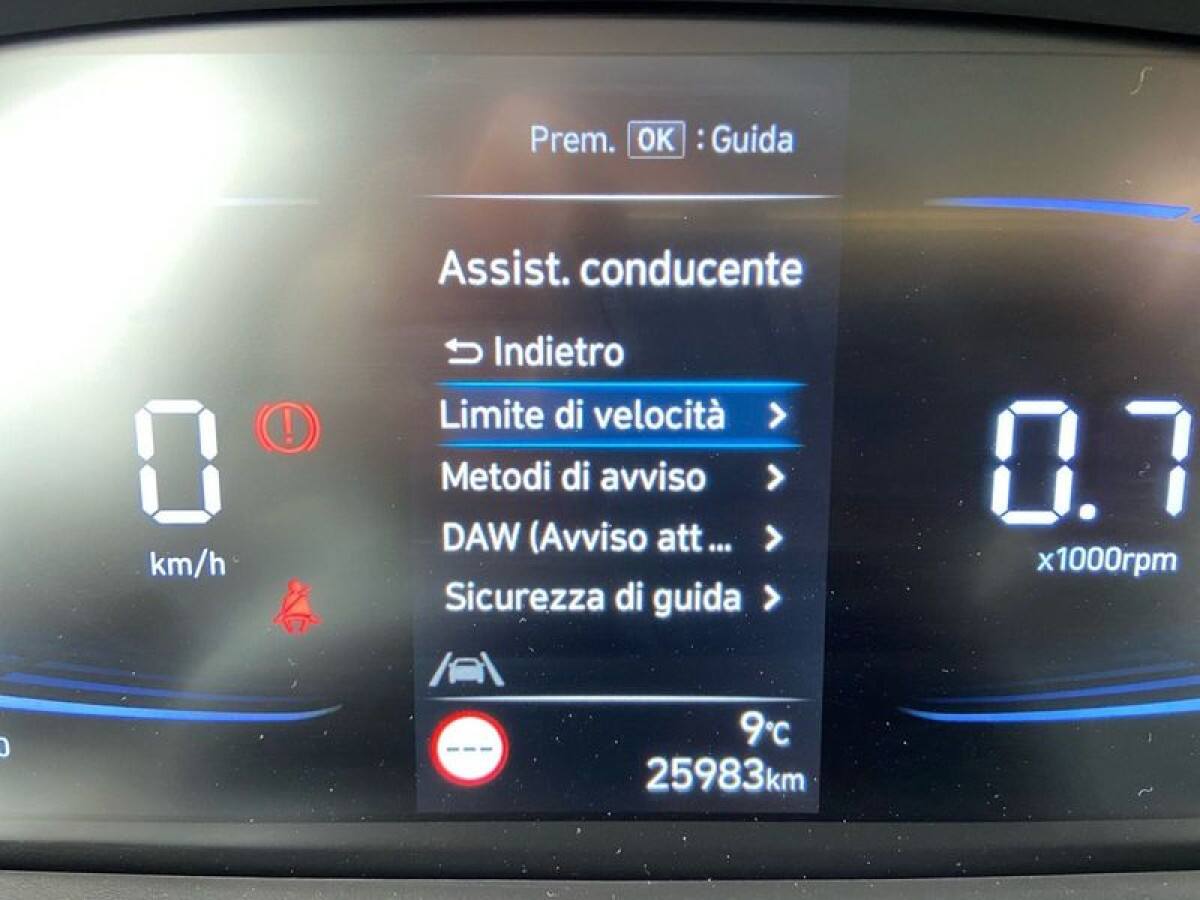 Prem. OK : Guida
Assist. conducente
Indietro
Limite di velocità
Metodi di avviso
DAW (Avviso att ...
Sicurezza di guida
0
km/h
0.7
x1000rpm
---
9°C
25983km